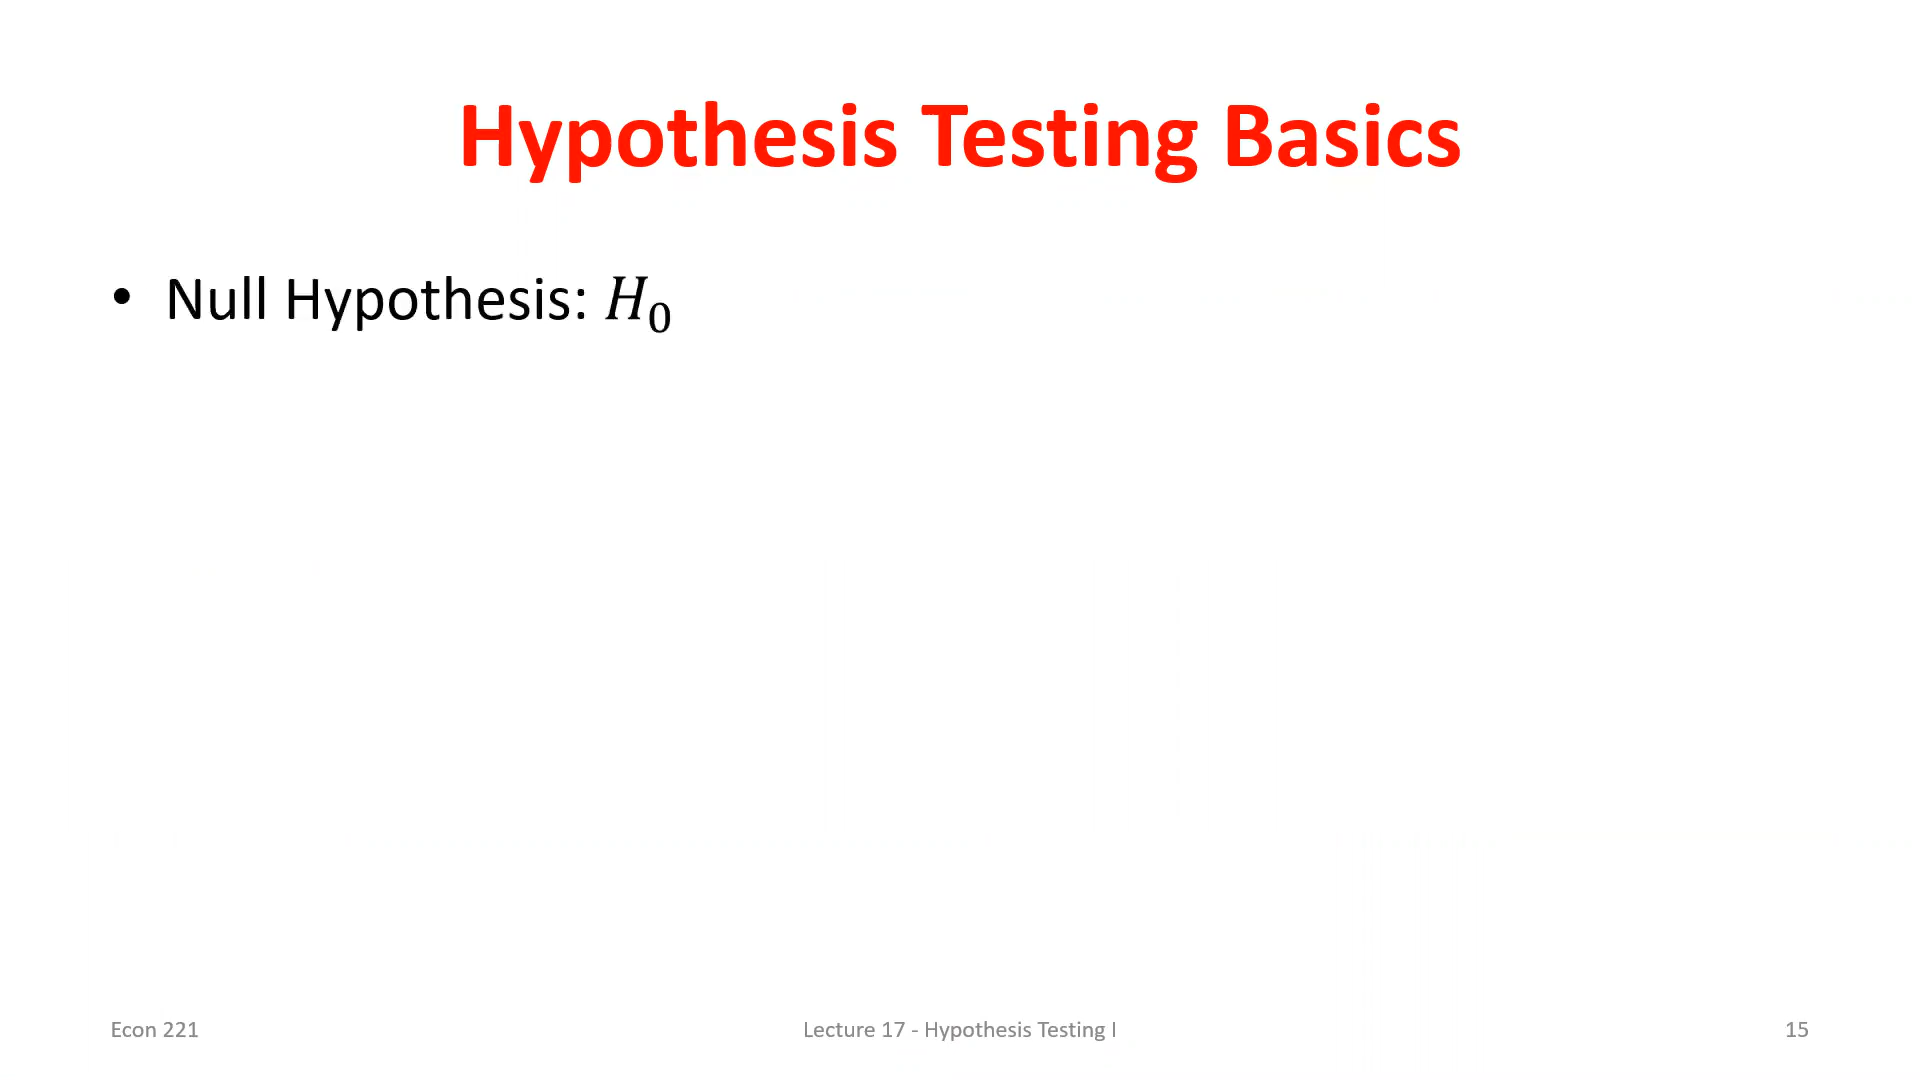 Hypothesis Testing Basics
• Null Hypothesis: H₀
Econ 221
Lecture 17 - Hypothesis Testing I
15